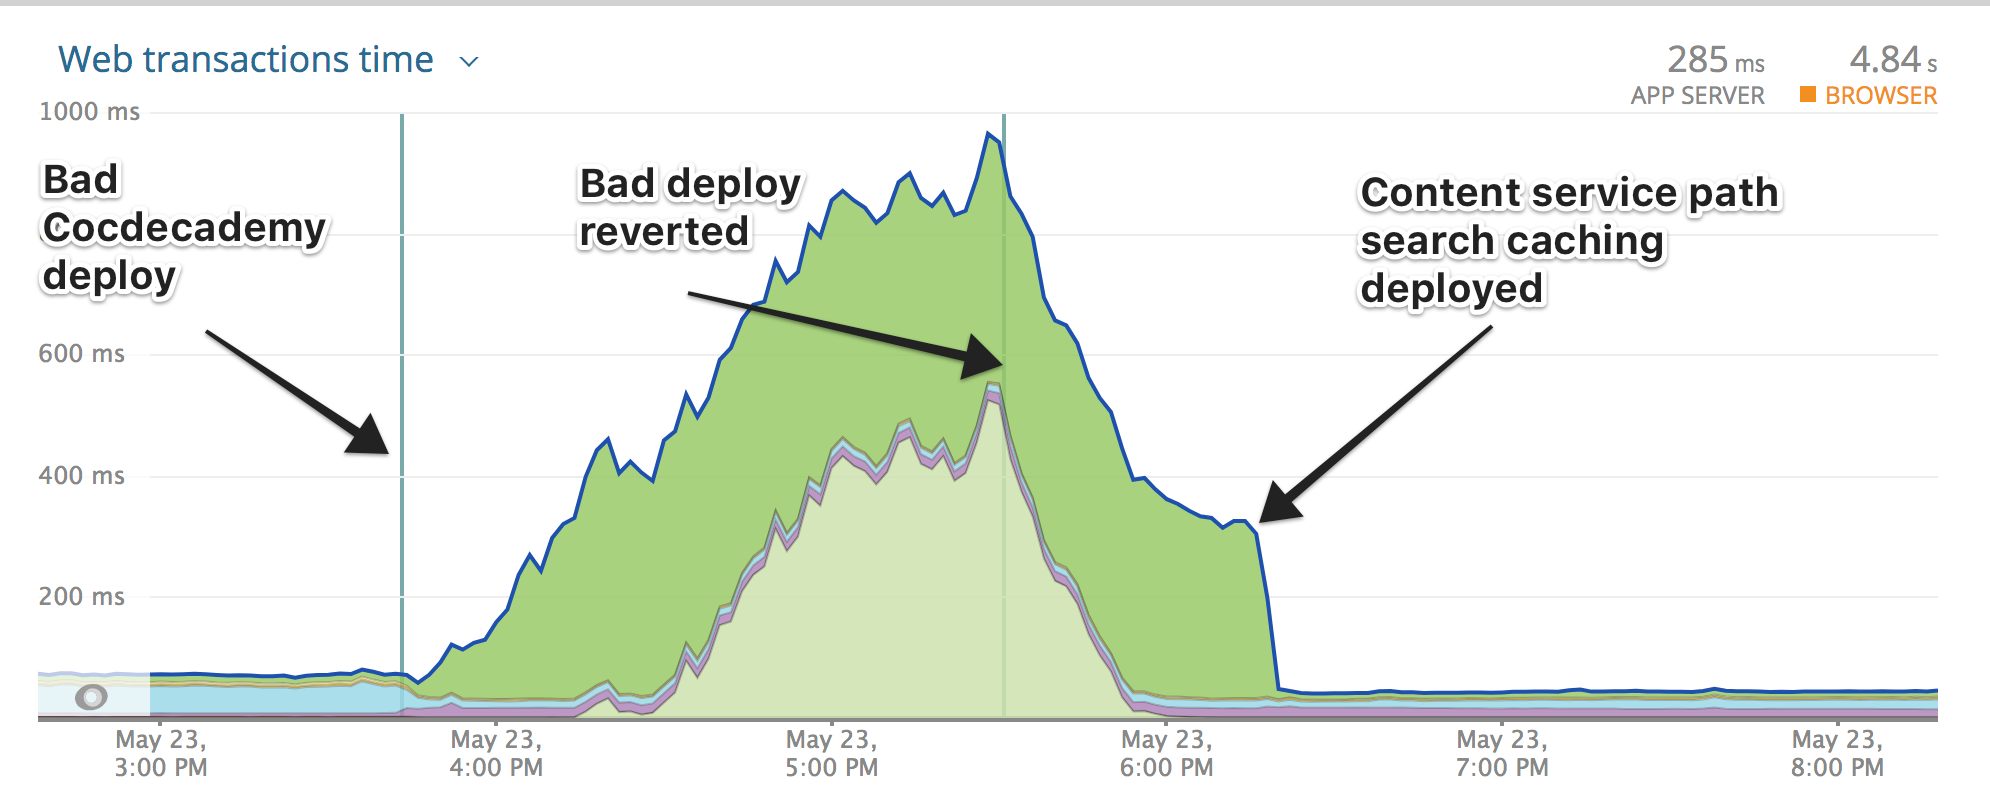 Web transactions time
285 ms
APP SERVER
4.84 s
BROWSER
1000 ms
600 ms
400 ms
200 ms
Bad
Cocdecademy
deploy
Bad deploy
reverted
Content service path
search caching
deployed
May 23,
3:00 PM
May 23,
4:00 PM
May 23,
5:00 PM
May 23,
6:00 PM
May 23,
7:00 PM
May 23,
8:00 PM